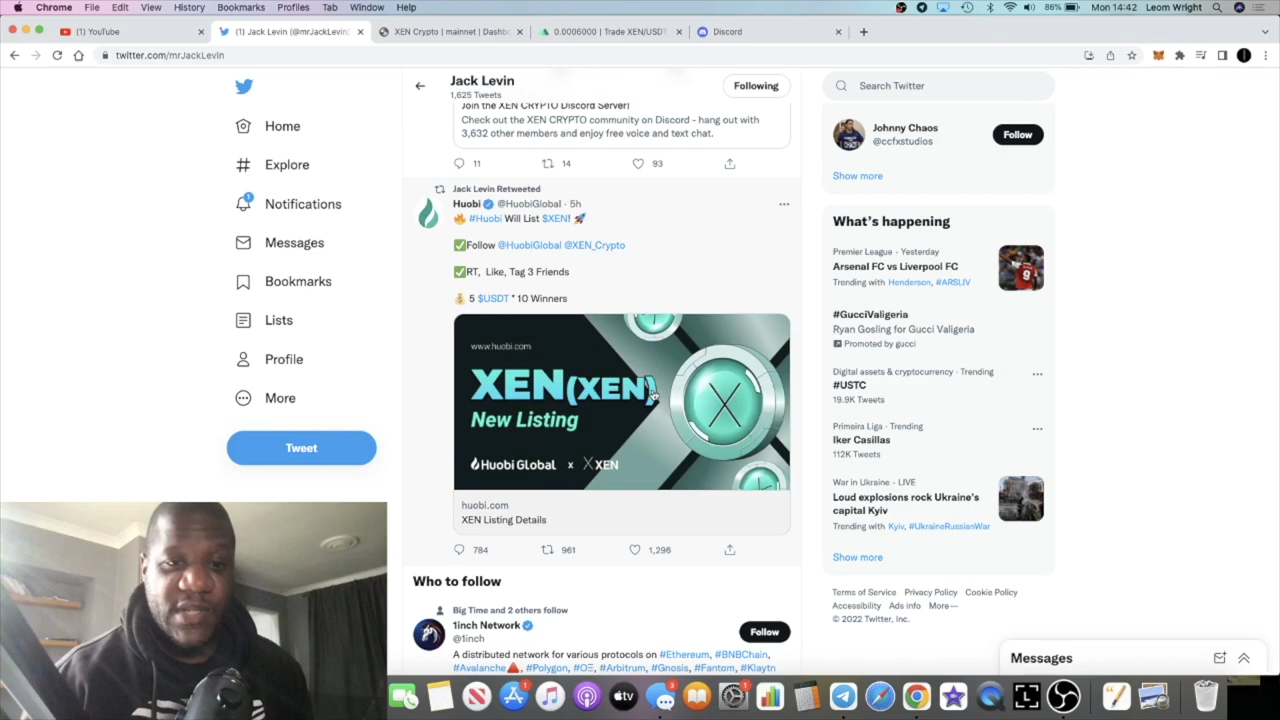 Chrome File Edit View History Bookmarks Profiles Tab Window Help
86% Mon 14:42 Leom Wright
(1) YouTube
(1) Jack Levin (@mrJackLevin)
XEN Crypto | mainnet | Dashb
0.0006000 | Trade XEN/USDT
Discord
twitter.com/mrJackLevin
Home
Explore
1
Notifications
Messages
Bookmarks
Lists
Profile
More
Tweet
Jack Levin
1,625 Tweets
Following
Join the XEN CRYPTO Discord Server!
Check out the XEN CRYPTO community on Discord - hang out with
3,632 other members and enjoy free voice and text chat.
11 14 93
Jack Levin Retweeted
Huobi @HuobiGlobal · 5h
🔥 #Huobi Will List $XEN! 🚀
✅Follow @HuobiGlobal @XEN_Crypto
✅RT, Like, Tag 3 Friends
💰 5 $USDT * 10 Winners
www.huobi.com
XEN(XEN)
New Listing
Huobi Global x XEN
huobi.com
XEN Listing Details
784 961 1,296
Who to follow
Big Time and 2 others follow
1inch Network
@1inch
Follow
A distributed network for various protocols on #Ethereum, #BNBChain,
#Avalanche🔺, #Polygon, #OΞ, #Arbitrum, #Gnosis, #Fantom, #Klaytn
Search Twitter
Johnny Chaos
@ccfxstudios
Follow
Show more
What's happening
Premier League · Yesterday
Arsenal FC vs Liverpool FC
Trending with Henderson, #ARSLIV
#GucciValigeria
Ryan Gosling for Gucci Valigeria
Promoted by gucci
Digital assets & cryptocurrency · Trending
#USTC
19.9K Tweets
Primeira Liga · Trending
Iker Casillas
112K Tweets
War in Ukraine · LIVE
Loud explosions rock Ukraine's
capital Kyiv
Trending with Kyiv, #UkraineRussianWar
Show more
Terms of Service Privacy Policy Cookie Policy
Accessibility Ads info More ···
© 2022 Twitter, Inc.
Messages